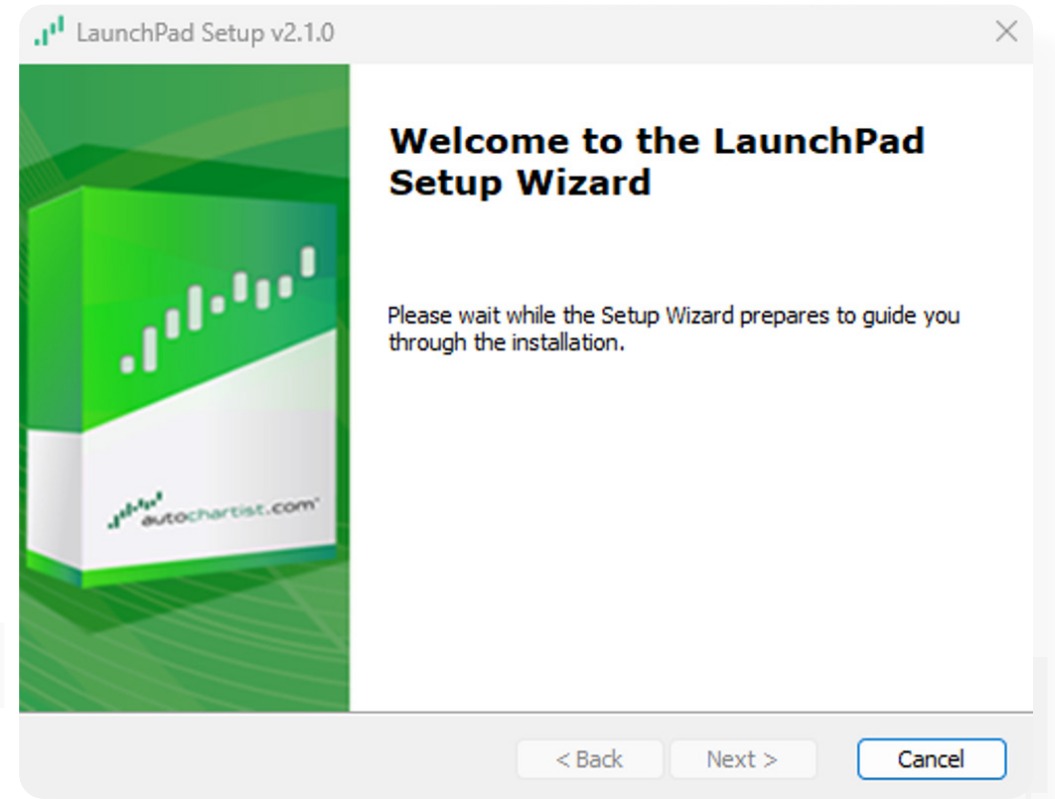 LaunchPad Setup v2.1.0
Welcome to the LaunchPad
Setup Wizard
Please wait while the Setup Wizard prepares to guide you
through the installation.
autochartist.com
< Back
Next >
Cancel